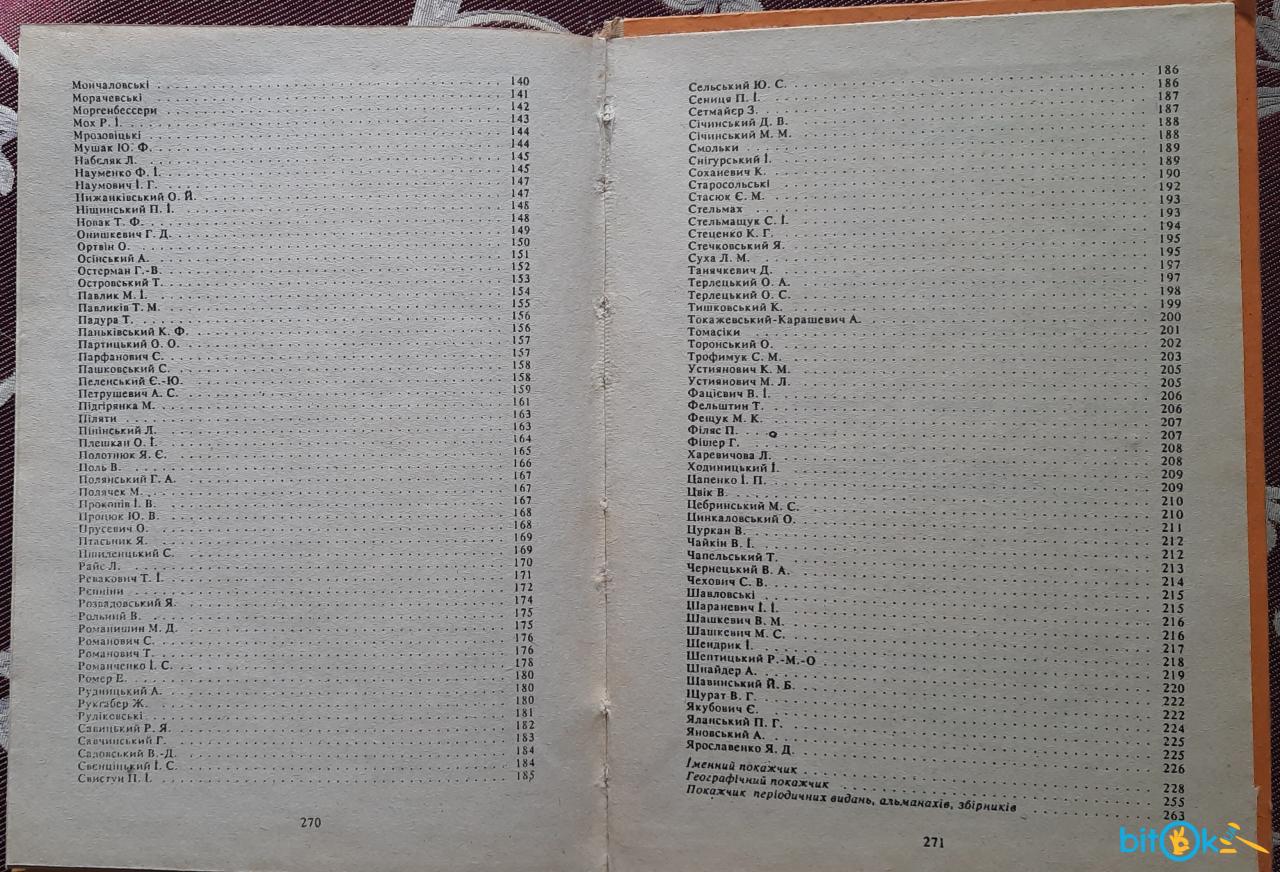 Мончаловські 140
Морачевські 141
Моргенбессери 142
Мох Р. І. 143
Мрозовіцькі 144
Мушак Ю. Ф. 144
Набєляк Л. 145
Науменко Ф. І. 145
Наумович І. Г. 147
Нижанківський О. Й. 147
Ніщинський П. І. 148
Новак Т. Ф. 148
Онишкевич Г. Д. 149
Ортвін О. 150
Осінський А. 151
Остерман Г.-В. 152
Островський Т. 153
Павлик М. І. 154
Павликів Т. М. 155
Падура Т. 156
Паньківський К. Ф. 156
Партицький О. О. 157
Парфанович С. 157
Пашковський С. 158
Пеленський Є.-Ю. 158
Петрушевич А. С. 159
Підгірянка М. 161
Піляти 163
Пінінський Л. 163
Плешкан О. І. 164
Полотнюк Я. Є. 165
Поль В. 166
Полянський Г. А. 167
Полячек М. 167
Прокопів І. В. 167
Процюк Ю. В. 168
Прусевич О. 168
Птасьник Я. 169
Пшиленцький С. 169
Райс Л. 170
Ревакович Т. І. 171
Рєпніни 172
Розвадовський Я. 174
Рольний В. 175
Романишин М. Д. 175
Романович С. 176
Романович Т. 176
Романченко І. С. 178
Ромер Е. 180
Рудницький А. 180
Рукгабер Ж. 180
Руліковські 181
Савицький Р. Я. 182
Савчинський Г. 183
Садовський В.-Д. 184
Свєнціцький І. С. 184
Свистун П. І. 185
270
Сельський Ю. С. 186
Сениця П. І. 186
Сетмайєр З. 187
Січинський Д. В. 187
Січинський М. М. 188
Смольки 188
Снігурський І. 189
Соханевич К. 189
Старосольські 190
Стасюк Є. М. 192
Стельмах 193
Стельмащук С. І. 193
Стеценко К. Г. 194
Стечковський Я. 195
Суха Л. М. 195
Танячкевич Д. 197
Терлецький О. А. 197
Терлецький О. С. 198
Тишковський К. 199
Токажевський-Карашевич А. 200
Томасіки 201
Торонський О. 202
Трофимук С. М. 203
Устиянович К. М. 205
Устиянович М. Л. 205
Фацієвич В. І. 206
Фельштин Т. 206
Фещук М. К. 207
Філяс П. 207
Фішер Г. 208
Харевичова Л. 208
Ходиницький І. 209
Цапенко І. П. 209
Цвік В. 210
Цебринський М. С. 210
Цинкаловський О. 211
Цуркан В. 212
Чайкін В. І. 212
Чапельський Т. 213
Чернецький В. А. 214
Чехович С. В. 215
Шавловські 215
Шараневич І. І. 216
Шашкевич В. М. 216
Шашкевич М. С. 217
Шендрик І. 218
Шептицький Р.-М.-О 219
Шнайдер А. 220
Щавинський Й. Б. 222
Щурат В. Г. 222
Якубович Є. 224
Яланський П. Г. 225
Яновський А. 225
Ярославенко Я. Д. 226
Іменний покажчик 228
Географічний покажчик 255
Покажчик періодичних видань, альманахів, збірників 263
271
bitok